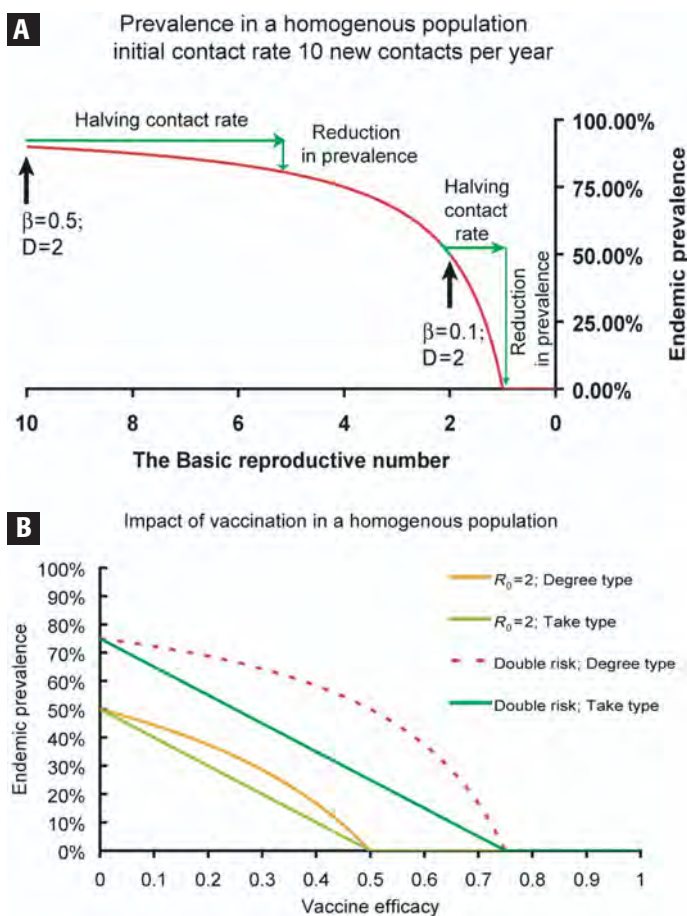 A
Prevalence in a homogenous population
initial contact rate 10 new contacts per year
Halving contact rate
Reduction
in prevalence
Halving
contact
rate
β=0.5;
D=2
β=0.1;
D=2
Reduction
in prevalence
100.00%
75.00%
50.00%
25.00%
0.00%
Endemic prevalence
10 8 6 4 2 0
The Basic reproductive number
B
Impact of vaccination in a homogenous population
100%
90%
80%
70%
60%
50%
40%
30%
20%
10%
0%
Endemic prevalence
R₀=2; Degree type
R₀=2; Take type
Double risk; Degree type
Double risk; Take type
0 0.1 0.2 0.3 0.4 0.5 0.6 0.7 0.8 0.9 1
Vaccine efficacy